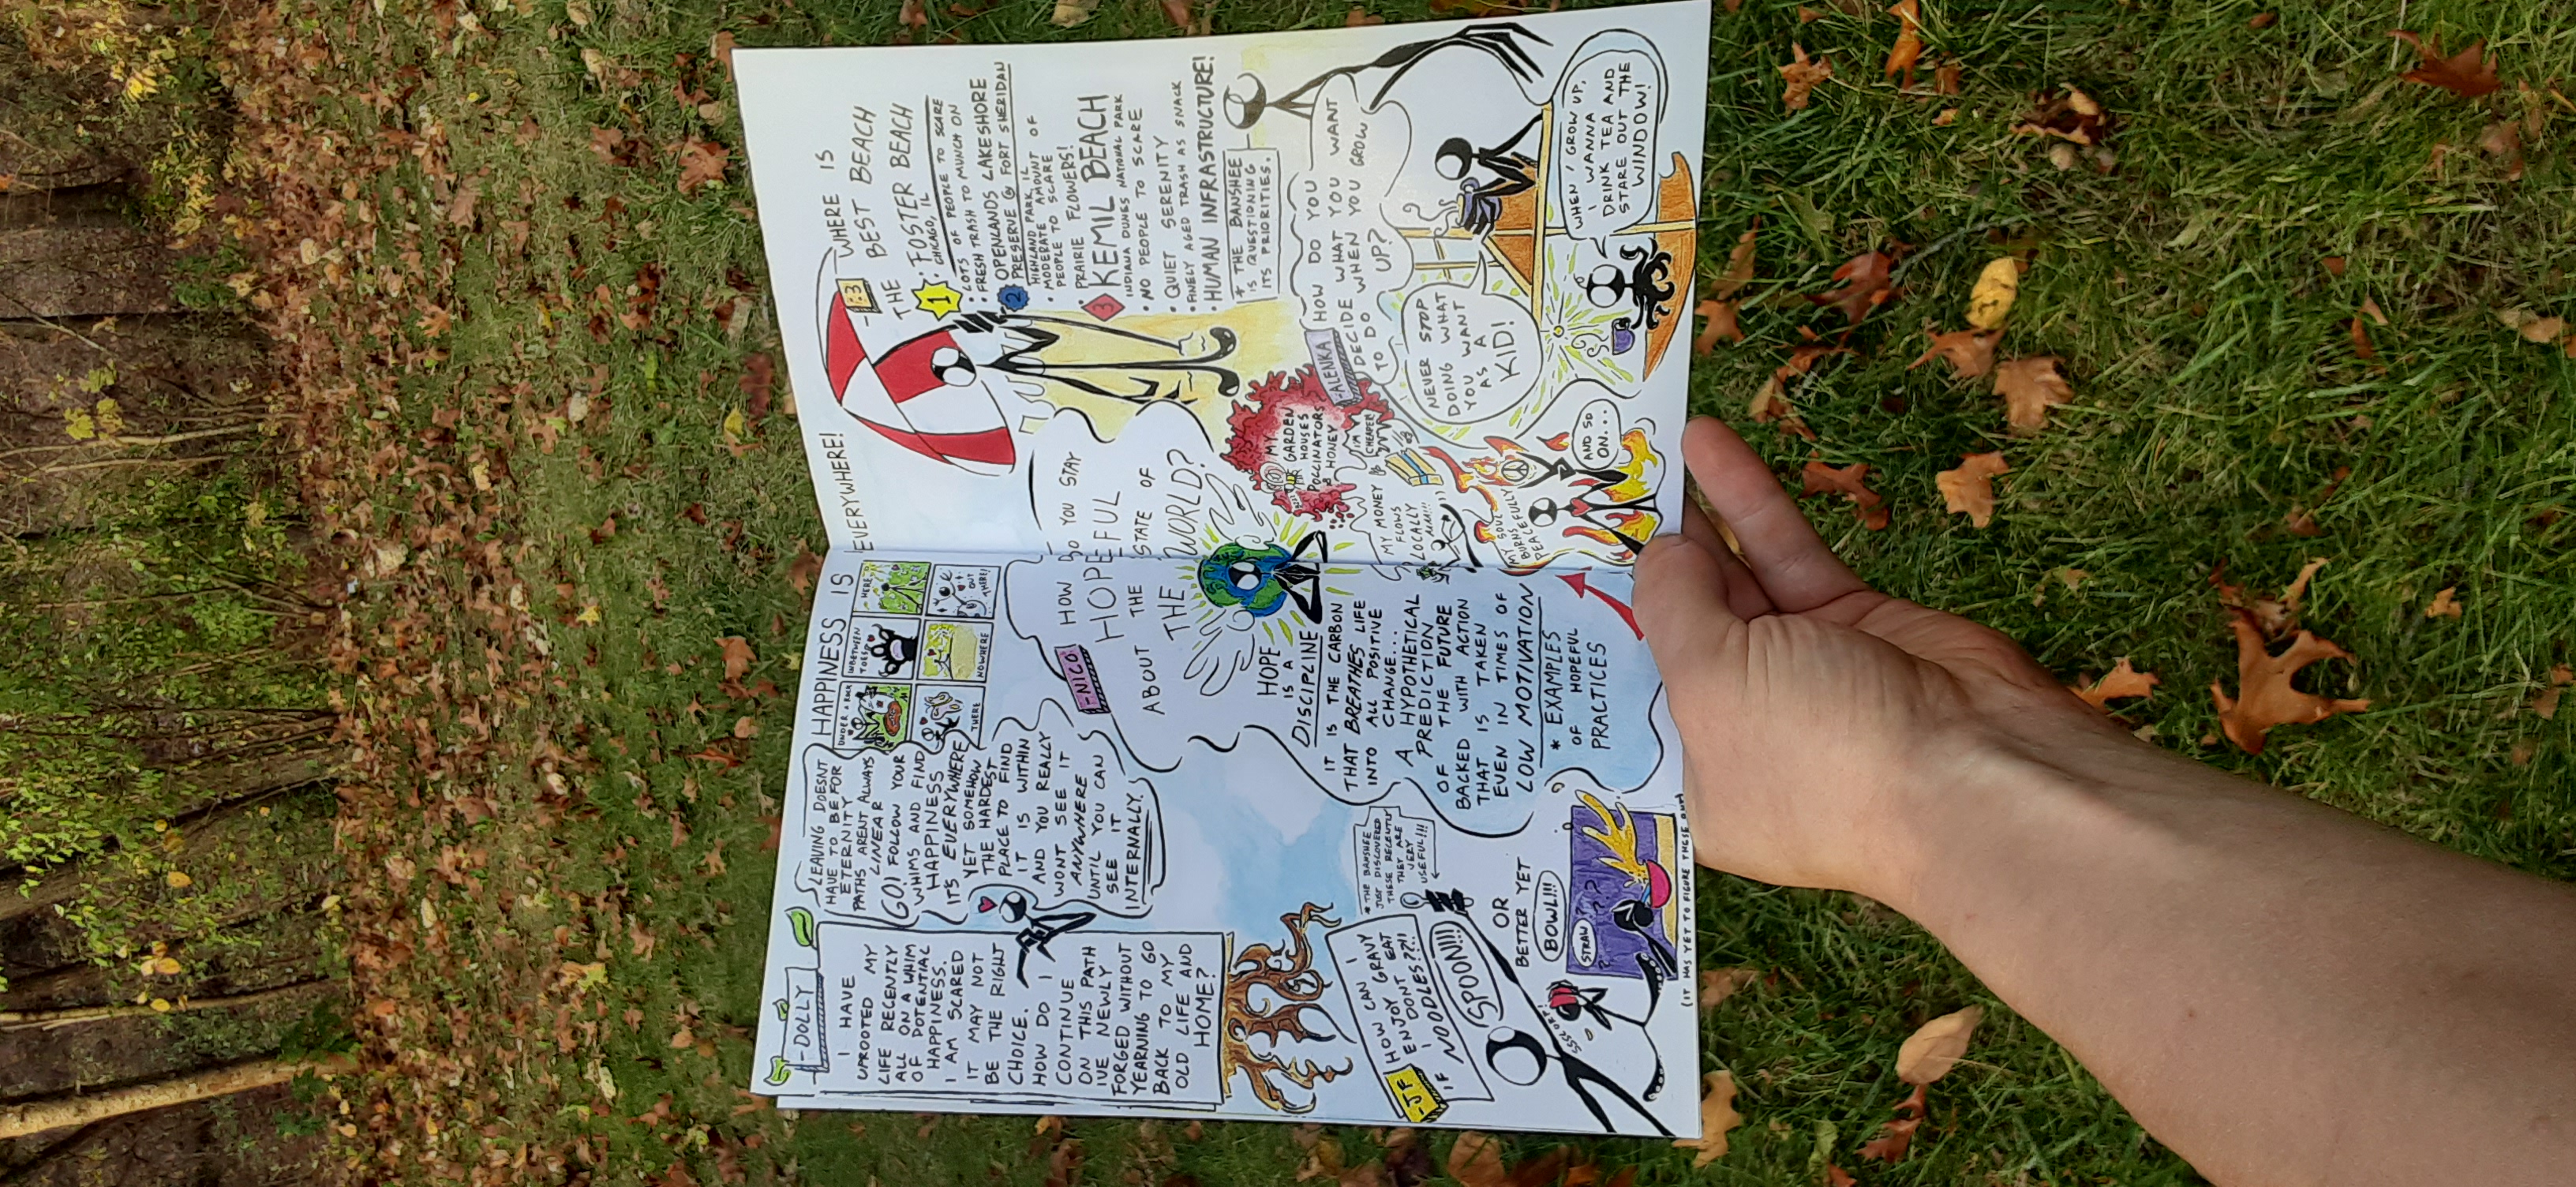 -DOLLY
I HAVE
UPROOTED MY
LIFE RECENTLY
ALL ON A WHIM
OF POTENTIAL
HAPPINESS.
I AM SCARED
IT MAY NOT
BE THE RIGHT
CHOICE.
HOW DO I
CONTINUE
ON THIS PATH
IVE NEWLY
FORGED WITHOUT
YEARNING TO GO
BACK TO MY
OLD LIFE AND
HOME?
LEAVING DOESNT
HAVE TO BE FOR
ETERNITY
PATHS ARENT ALWAYS
LINEAR
GO! FOLLOW YOUR
WHIMS AND FIND
HAPPINESS
IT'S EVERYWHERE
YET SOMEHOW
THE HARDEST
PLACE TO FIND
IT IS WITHIN
AND YOU REALLY
WONT SEE IT
ANYWHERE
UNTIL YOU CAN
SEE IT
INTERNALLY.
HAPPINESS IS EVERYWHERE!
UNDER A ROCK
INBETWEEN
TOES
HERE
THERE
NOWHERE
OUT
THERE!
-JF
HOW CAN I
ENJOY GRAVY
IF I DONT EAT
NOODLES??!!
* THE BANSHEE
JUST DISCOVERED
THESE RECENTLY
THEY ARE
VERY
USEFUL!!!
SPOON!!!!
OR
BETTER YET
BOWL!!!
SSSLORP!
STRAW
? ? ?
(IT HAS YET TO FIGURE THESE OUT)
-NICO
HOW DO YOU STAY
HOPEFUL
ABOUT THE STATE OF
THE WORLD?
HOPE
IS A
DISCIPLINE
IT IS THE CARBON
THAT BREATHES LIFE
INTO ALL POSITIVE
CHANGE...
A HYPOTHETICAL
PREDICTION
OF THE FUTURE
BACKED WITH ACTION
THAT IS TAKEN
EVEN IN TIMES OF
LOW MOTIVATION
* EXAMPLES
OF HOPEFUL
PRACTICES
MY
GARDEN
HOUSES
POLLINATORS
HONEY
I'M
CHEAPER!
MY MONEY
FLOWS
LOCALLY
MY SOUL
BURNS
PEACEFULLY
AND SO
ON...
WHERE IS
THE BEST BEACH
1 : FOSTER BEACH
CHICAGO, IL
• LOTS OF PEOPLE TO SCARE
• FRESH TRASH TO MUNCH ON
2 OPENLANDS LAKESHORE
PRESERVE @ FORT SHERIDAN
HIGHLAND PARK, IL
• MODERATE AMOUNT OF
PEOPLE TO SCARE
• PRAIRIE FLOWERS!
3 KEMIL BEACH
INDIANA DUNES NATIONAL PARK
• NO PEOPLE TO SCARE
• QUIET SERENITY
• FINELY AGED TRASH AS SNACK
• HUMAN INFRASTRUCTURE!
* THE BANSHEE
IS QUESTIONING
ITS PRIORITIES.
-ALENKA
HOW DO YOU
DECIDE WHAT YOU WANT
TO DO WHEN YOU GROW
UP?
NEVER STOP
DOING WHAT
YOU WANT
AS A
KID!
WHEN I GROW UP,
I WANNA
DRINK TEA AND
STARE OUT THE
WINDOW!